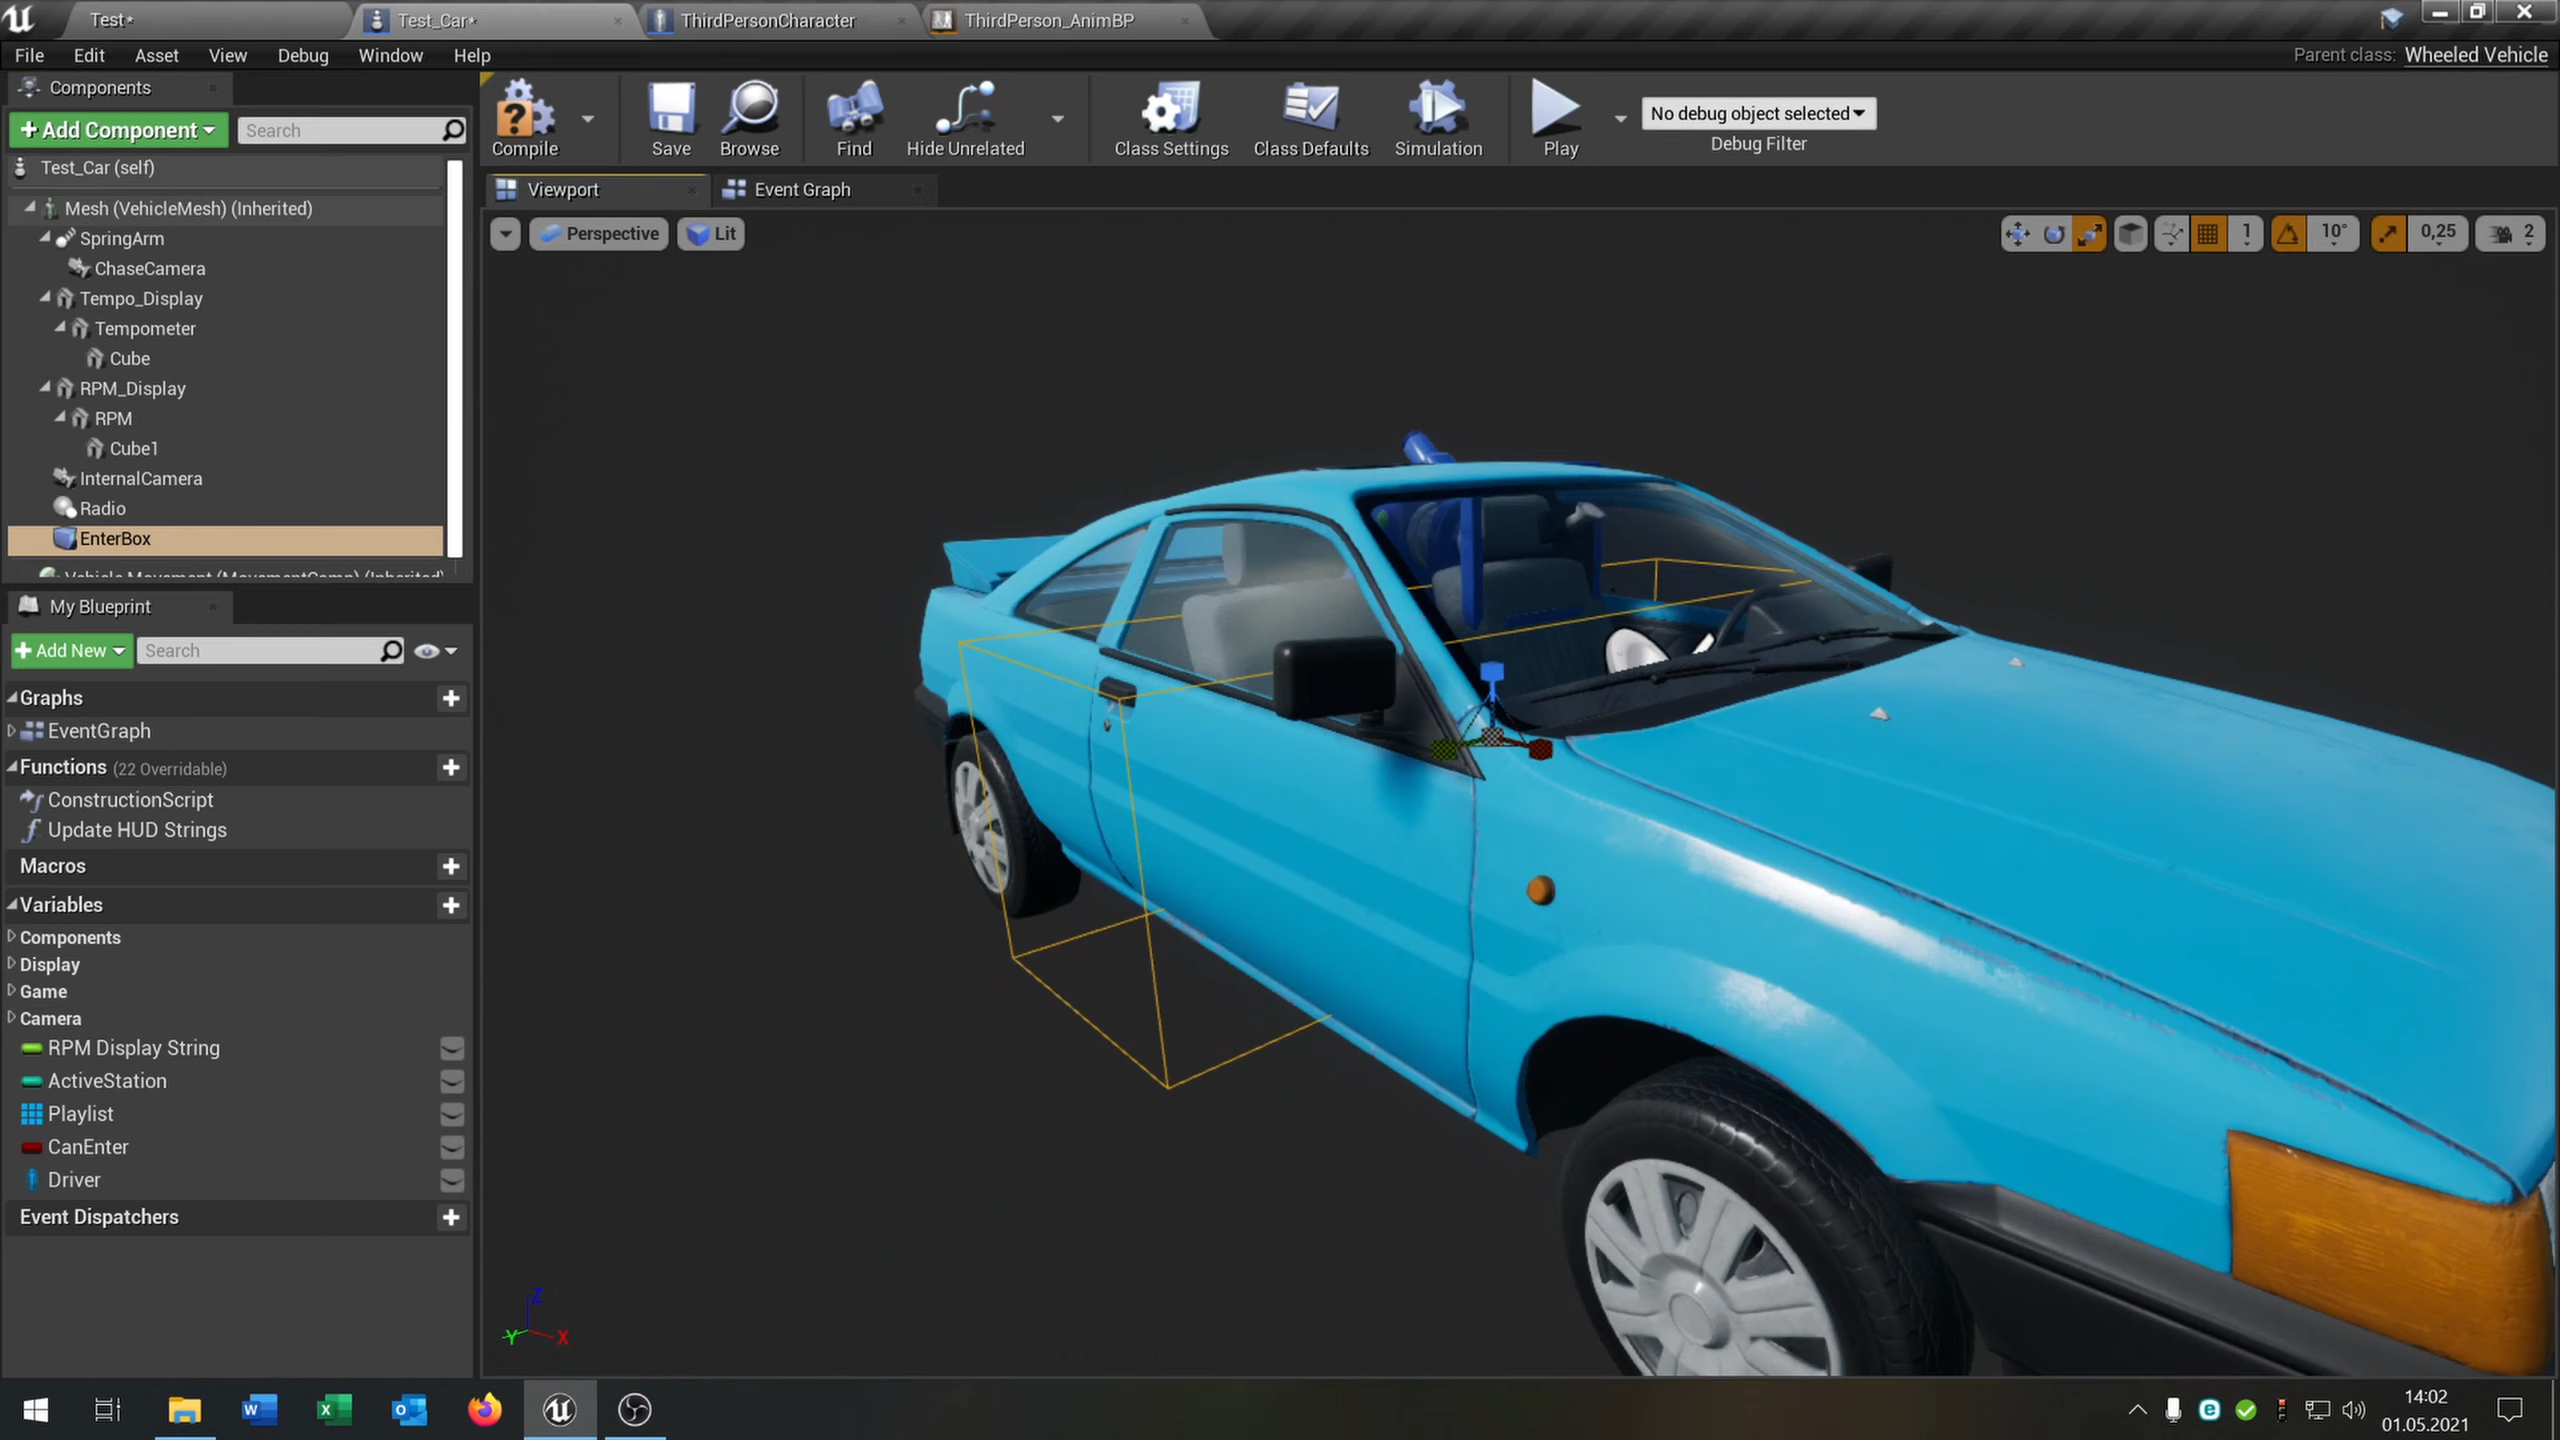 Test*
Test_Car*
ThirdPersonCharacter
ThirdPerson_AnimBP
File Edit Asset View Debug Window Help
Parent class: Wheeled Vehicle
Components
Add Component
Search
Test_Car (self)
Mesh (VehicleMesh) (Inherited)
SpringArm
ChaseCamera
Tempo_Display
Tempometer
Cube
RPM_Display
RPM
Cube1
InternalCamera
Radio
EnterBox
Vehicle Movement (MovementComp) (Inherited)
Compile
Save
Browse
Find
Hide Unrelated
Class Settings
Class Defaults
Simulation
Play
No debug object selected
Debug Filter
Viewport
Event Graph
Perspective
Lit
1
10°
0,25
2
My Blueprint
Add New
Search
Graphs
EventGraph
Functions (22 Overridable)
ConstructionScript
Update HUD Strings
Macros
Variables
Components
Display
Game
Camera
RPM Display String
ActiveStation
Playlist
CanEnter
Driver
Event Dispatchers
Z
Y
X
14:02
01.05.2021